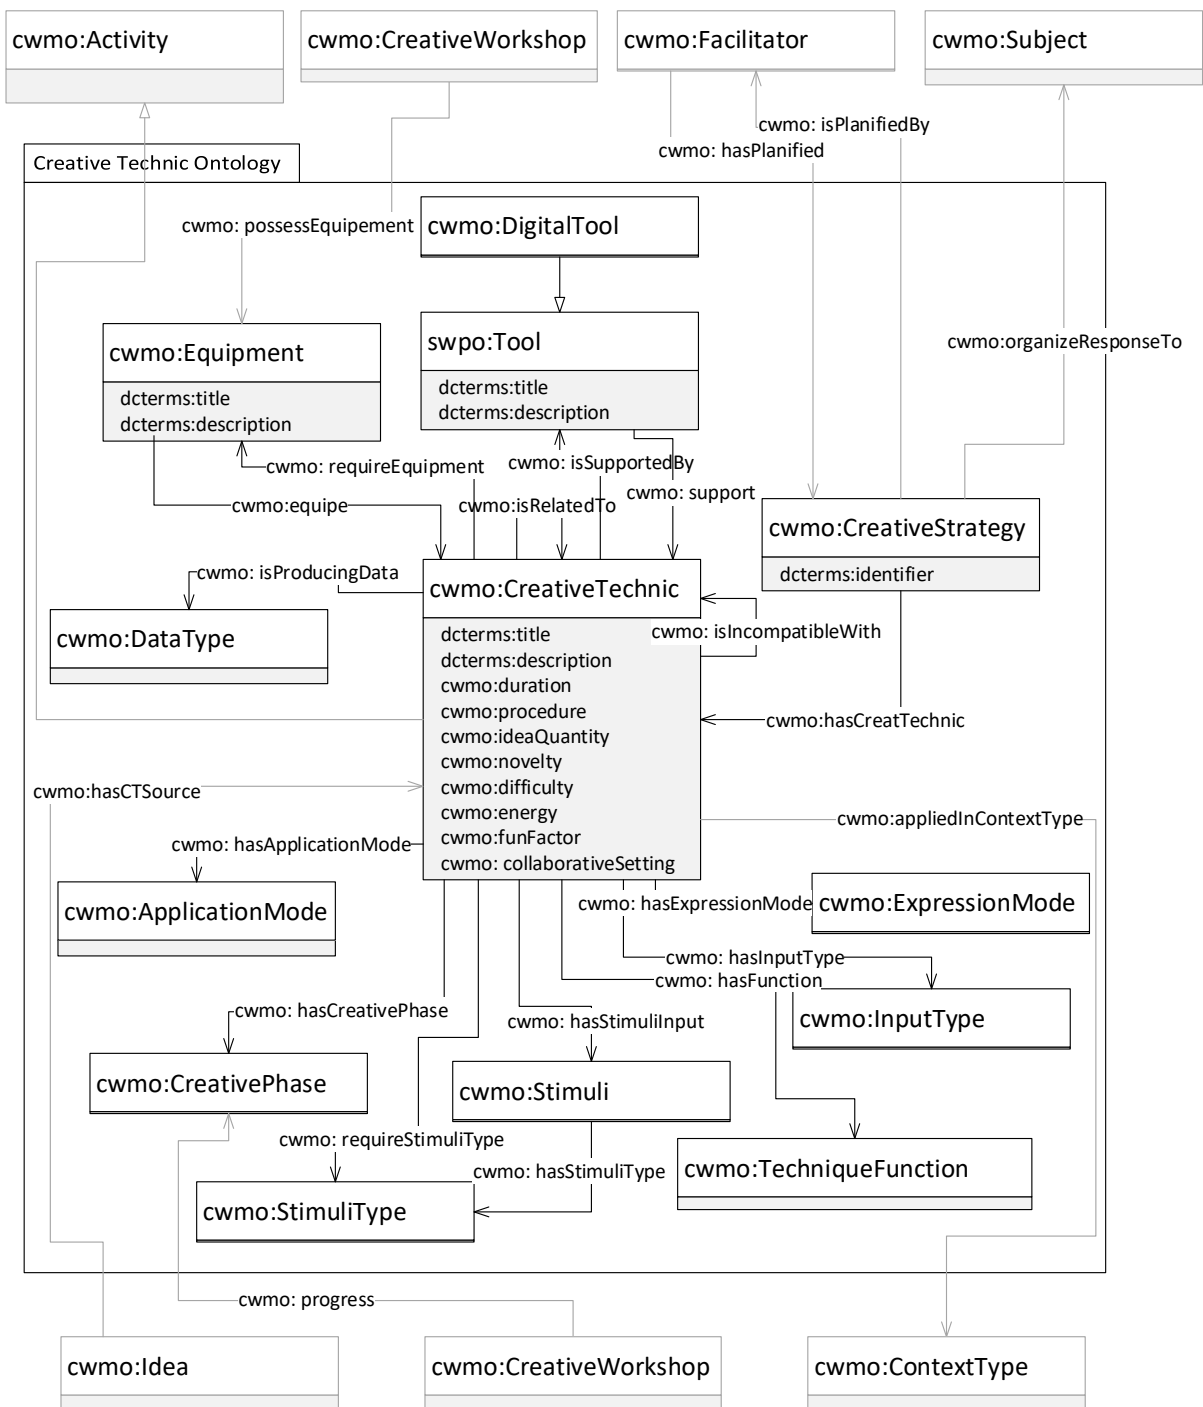 cwmo:Activity
cwmo:CreativeWorkshop
cwmo:Facilitator
cwmo:Subject
cwmo: isPlanifiedBy
cwmo: hasPlanified
Creative Technic Ontology
cwmo: possessEquipement
cwmo:DigitalTool
cwmo:Equipment
dcterms:title
dcterms:description
swpo:Tool
dcterms:title
dcterms:description
cwmo:organizeResponseTo
cwmo: requireEquipment
cwmo: isSupportedBy
cwmo:equipe
cwmo:isRelatedTo
cwmo: support
cwmo:CreativeStrategy
dcterms:identifier
cwmo: isProducingData
cwmo:CreativeTechnic
dcterms:title
dcterms:description
cwmo:duration
cwmo:procedure
cwmo:ideaQuantity
cwmo:novelty
cwmo:difficulty
cwmo:energy
cwmo:funFactor
cwmo: collaborativeSetting
cwmo: isIncompatibleWith
cwmo:DataType
cwmo:hasCreatTechnic
cwmo:hasCTSource
cwmo:appliedInContextType
cwmo: hasApplicationMode
cwmo:ApplicationMode
cwmo: hasExpressionMode
cwmo:ExpressionMode
cwmo: hasInputType
cwmo: hasFunction
cwmo: hasCreativePhase
cwmo: hasStimuliInput
cwmo:InputType
cwmo:CreativePhase
cwmo:Stimuli
cwmo: requireStimuliType
cwmo: hasStimuliType
cwmo:TechniqueFunction
cwmo:StimuliType
cwmo: progress
cwmo:Idea
cwmo:CreativeWorkshop
cwmo:ContextType